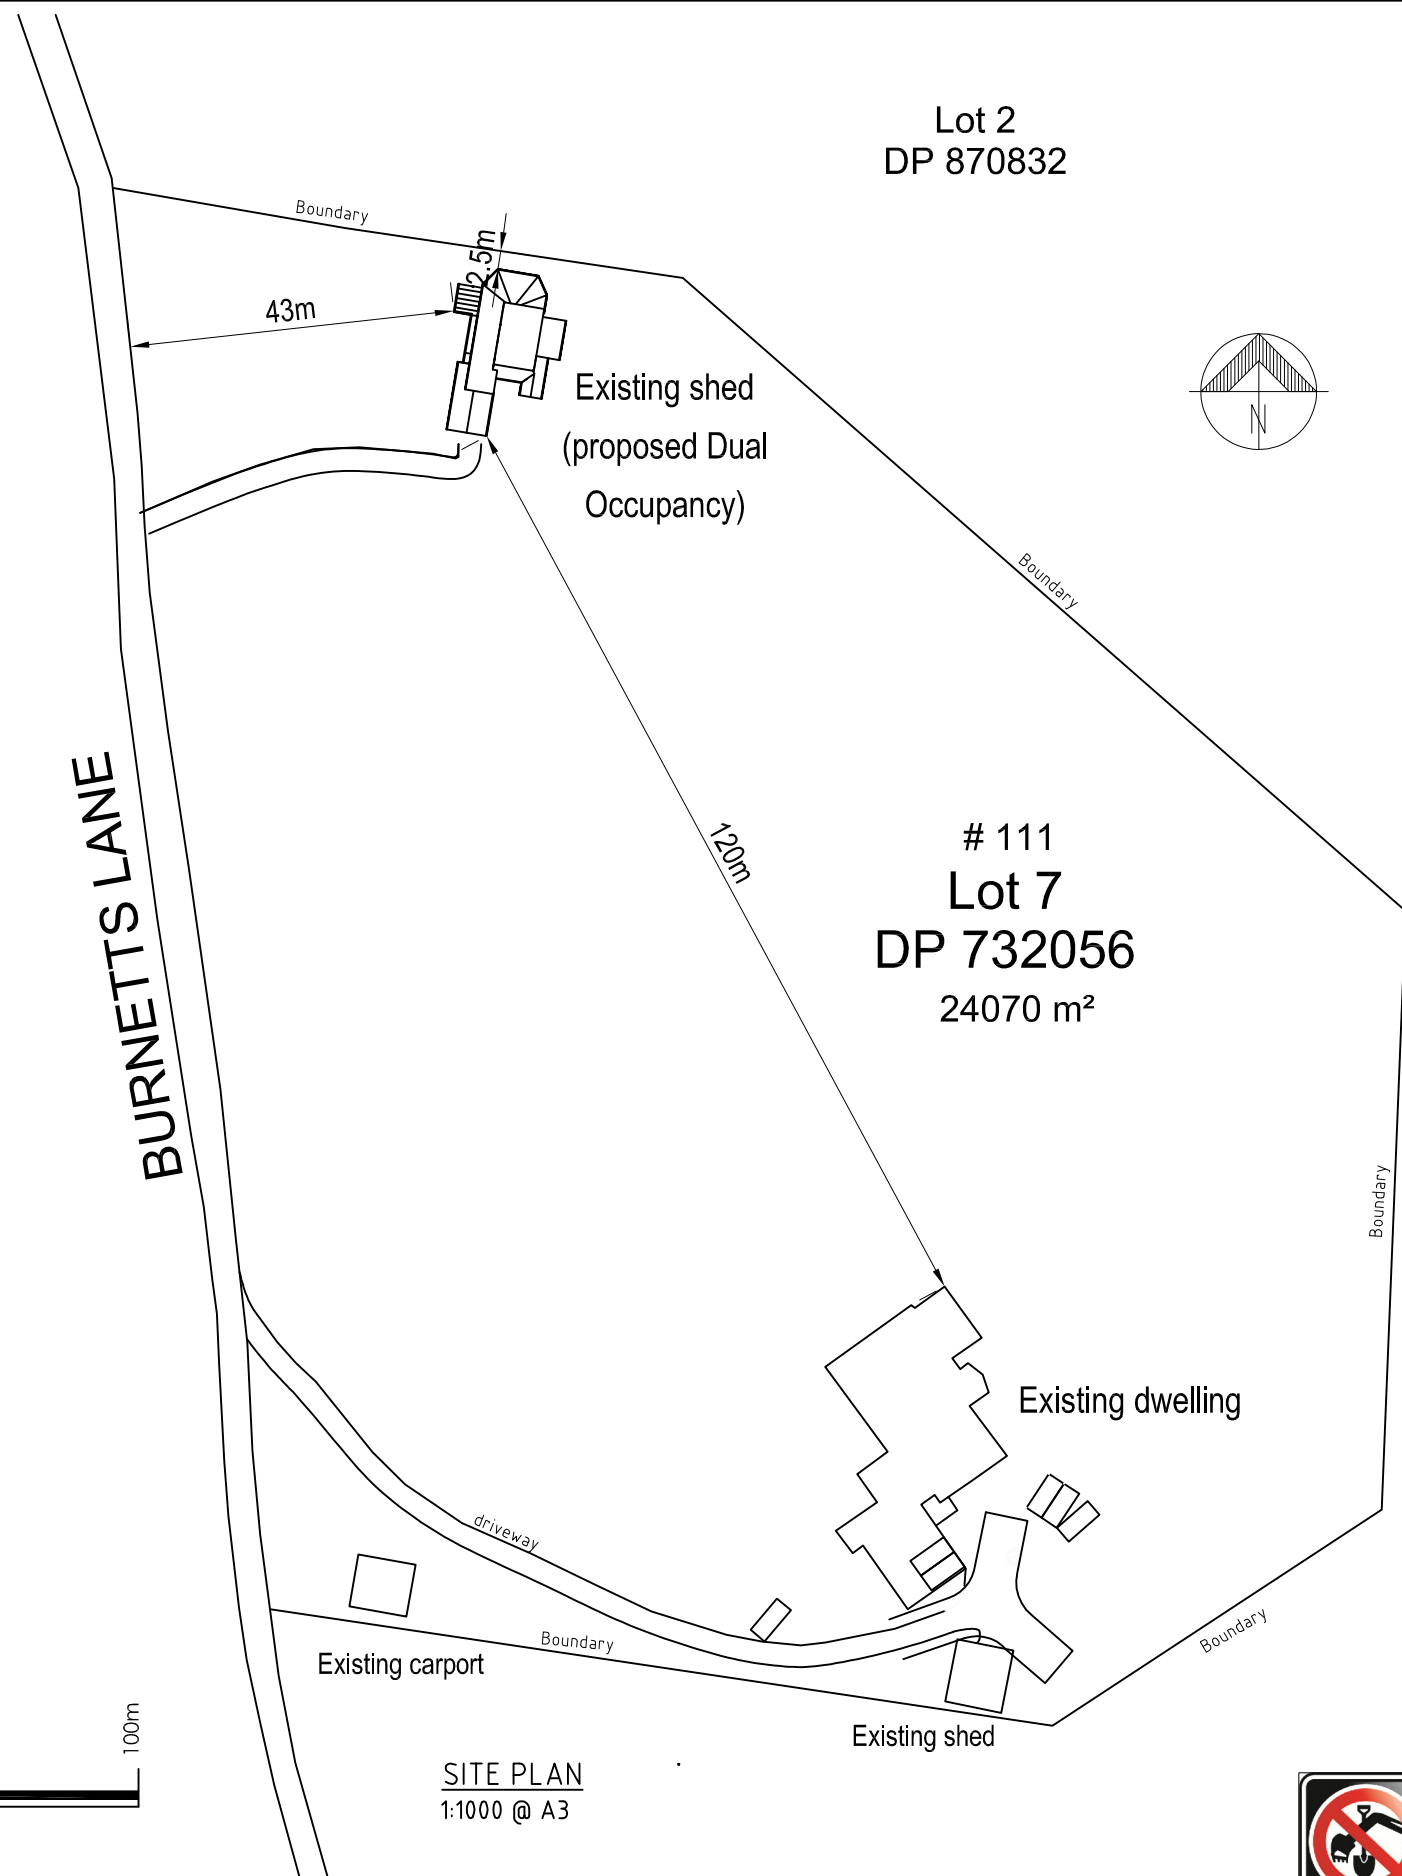 Lot 2
DP 870832
Boundary
2.5m
43m
Existing shed
(proposed Dual
Occupancy)
N
Boundary
BURNETTS LANE
120m
# 111
Lot 7
DP 732056
24070 m²
Boundary
Existing dwelling
driveway
Boundary
Boundary
Existing carport
Existing shed
100m
SITE PLAN
1:1000 @ A3